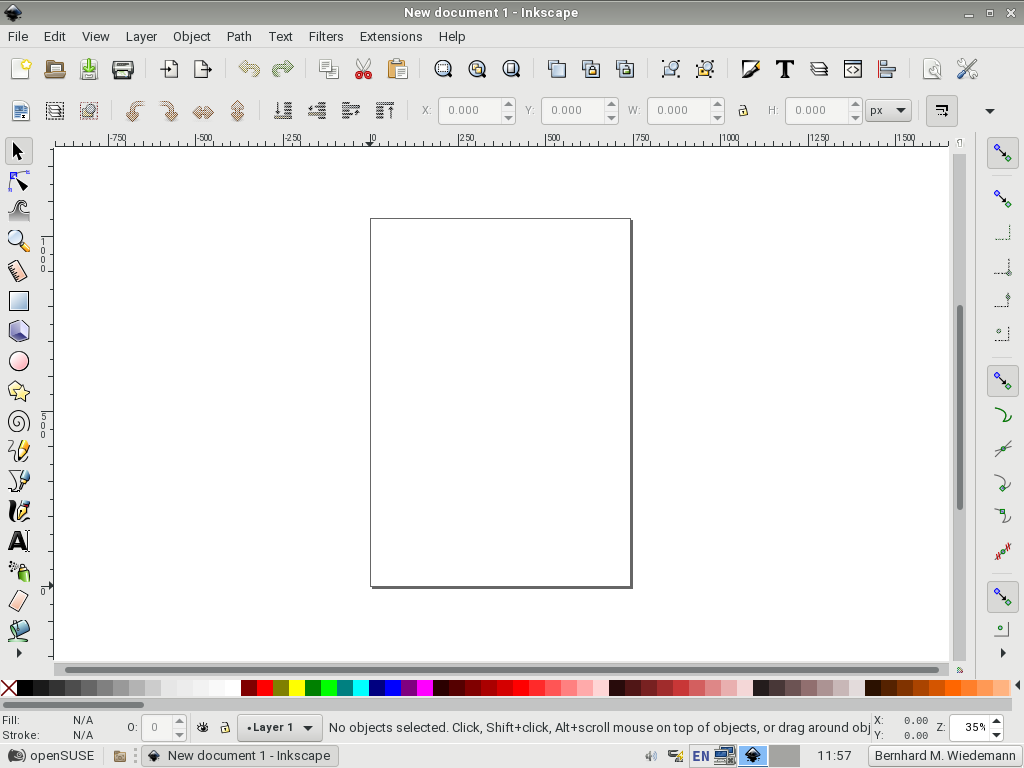 New document 1 - Inkscape
File Edit View Layer Object Path Text Filters Extensions Help
X: 0.000 Y: 0.000 W: 0.000 H: 0.000 px
-750 -500 -250 0 250 500 750 1000 1250 1500
1000
500
0
Fill: N/A
Stroke: N/A
O: 0
•Layer 1
No objects selected. Click, Shift+click, Alt+scroll mouse on top of objects, or drag around obj
X: 0.00
Y: 0.00
Z: 35%
openSUSE New document 1 - Inkscape EN 11:57 Bernhard M. Wiedemann